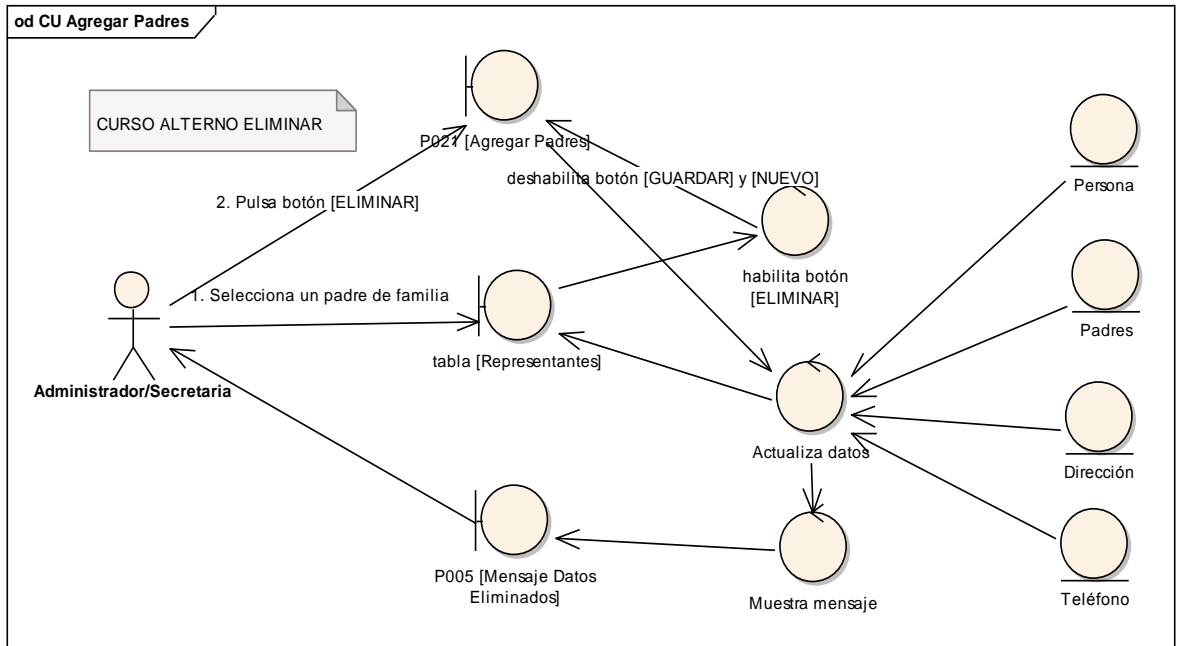 od CU Agregar Padres
CURSO ALTERNO ELIMINAR
P021 [Agregar Padres]
deshabilita botón [GUARDAR] y [NUEVO]
Persona
2. Pulsa botón [ELIMINAR]
habilita botón
[ELIMINAR]
1. Selecciona un padre de familia
Padres
tabla [Representantes]
Administrador/Secretaria
Actualiza datos
Dirección
P005 [Mensaje Datos
Eliminados]
Muestra mensaje
Teléfono